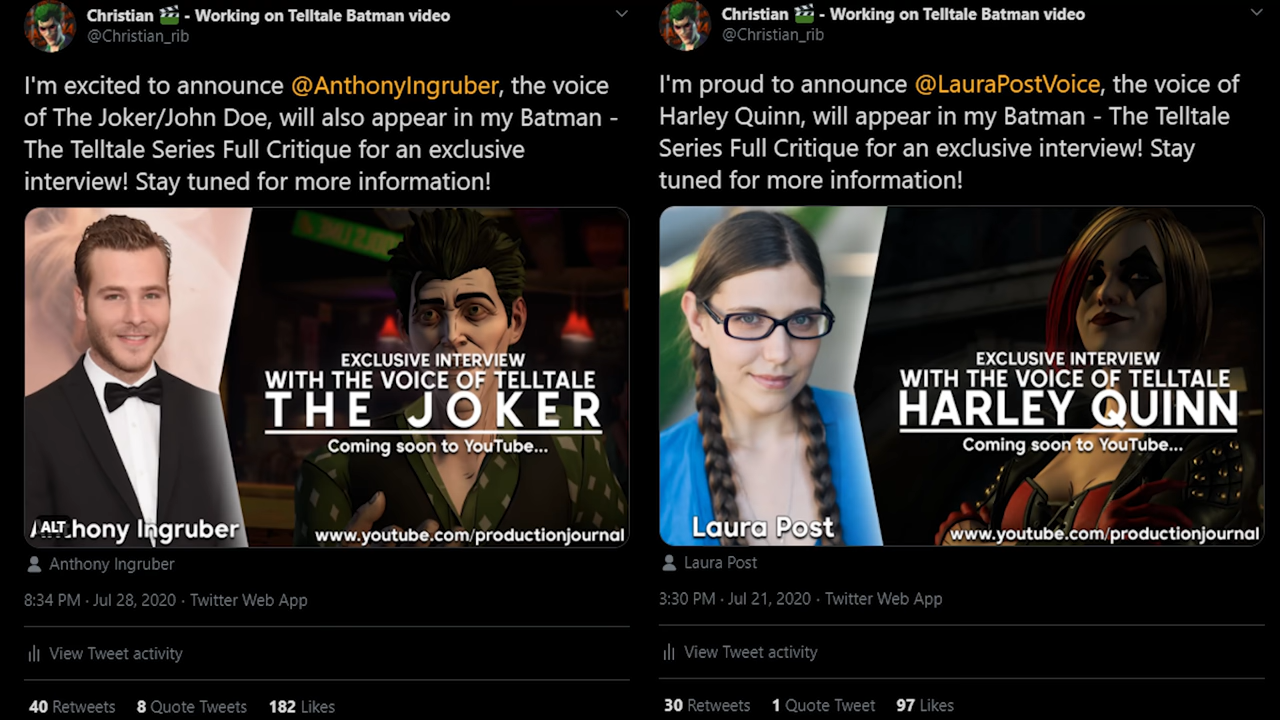 Christian 🎬 - Working on Telltale Batman video
@Christian_rib
I'm excited to announce @AnthonyIngruber, the voice
of The Joker/John Doe, will also appear in my Batman -
The Telltale Series Full Critique for an exclusive
interview! Stay tuned for more information!
EXCLUSIVE INTERVIEW
WITH THE VOICE OF TELLTALE
THE JOKER
Coming soon to YouTube...
ALT
Anthony Ingruber
www.youtube.com/productionjournal
Anthony Ingruber
8:34 PM · Jul 28, 2020 · Twitter Web App
View Tweet activity
40 Retweets 8 Quote Tweets 182 Likes
Christian 🎬 - Working on Telltale Batman video
@Christian_rib
I'm proud to announce @LauraPostVoice, the voice of
Harley Quinn, will appear in my Batman - The Telltale
Series Full Critique for an exclusive interview! Stay
tuned for more information!
EXCLUSIVE INTERVIEW
WITH THE VOICE OF TELLTALE
HARLEY QUINN
Coming soon to YouTube...
Laura Post
www.youtube.com/productionjournal
Laura Post
3:30 PM · Jul 21, 2020 · Twitter Web App
View Tweet activity
30 Retweets 1 Quote Tweet 97 Likes